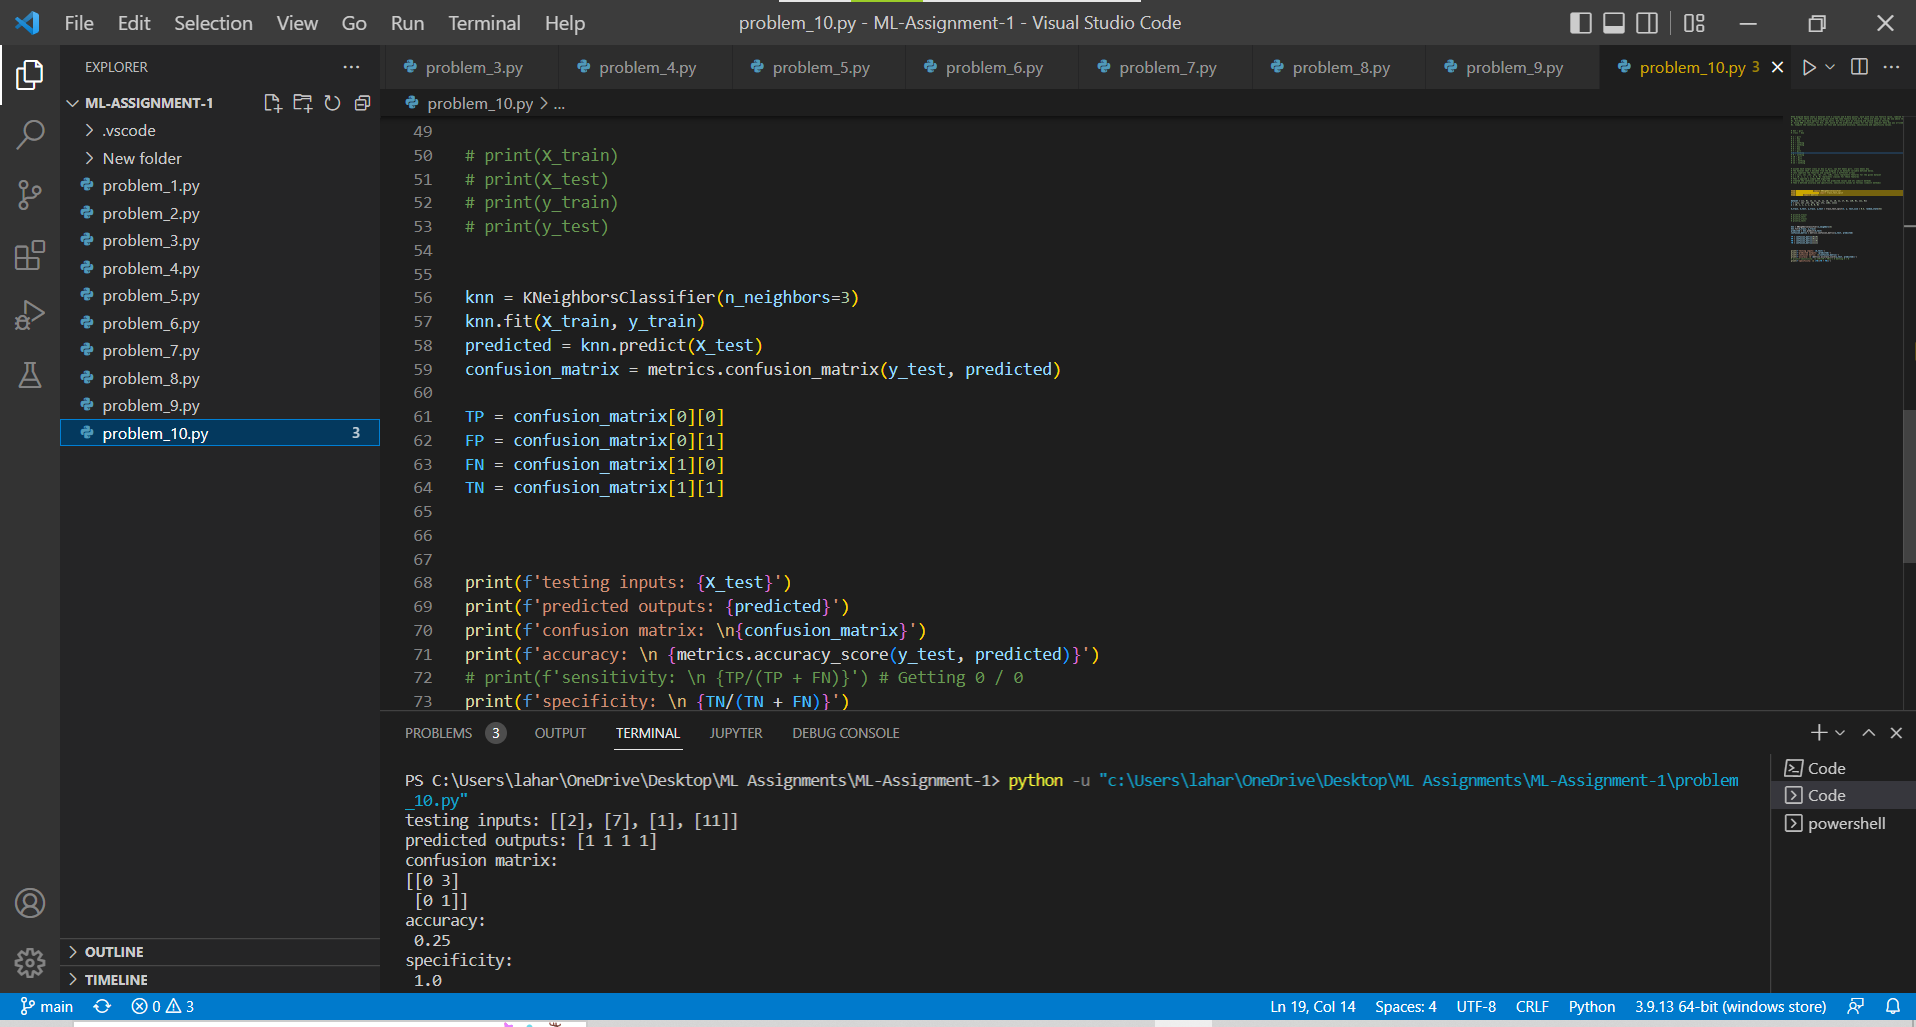 File Edit Selection View Go Run Terminal Help problem_10.py - ML-Assignment-1 - Visual Studio Code
EXPLORER
ML-ASSIGNMENT-1
.vscode
New folder
problem_1.py
problem_2.py
problem_3.py
problem_4.py
problem_5.py
problem_6.py
problem_7.py
problem_8.py
problem_9.py
problem_10.py 3
OUTLINE
TIMELINE
problem_3.py problem_4.py problem_5.py problem_6.py problem_7.py problem_8.py problem_9.py problem_10.py 3
problem_10.py > ...
49
50 # print(X_train)
51 # print(X_test)
52 # print(y_train)
53 # print(y_test)
54
55
56 knn = KNeighborsClassifier(n_neighbors=3)
57 knn.fit(X_train, y_train)
58 predicted = knn.predict(X_test)
59 confusion_matrix = metrics.confusion_matrix(y_test, predicted)
60
61 TP = confusion_matrix[0][0]
62 FP = confusion_matrix[0][1]
63 FN = confusion_matrix[1][0]
64 TN = confusion_matrix[1][1]
65
66
67
68 print(f'testing inputs: {X_test}')
69 print(f'predicted outputs: {predicted}')
70 print(f'confusion matrix: \n{confusion_matrix}')
71 print(f'accuracy: \n {metrics.accuracy_score(y_test, predicted)}')
72 # print(f'sensitivity: \n {TP/(TP + FN)}') # Getting 0 / 0
73 print(f'specificity: \n {TN/(TN + FN)}')
PROBLEMS 3 OUTPUT TERMINAL JUPYTER DEBUG CONSOLE
PS C:\Users\lahar\OneDrive\Desktop\ML Assignments\ML-Assignment-1> python -u "c:\Users\lahar\OneDrive\Desktop\ML Assignments\ML-Assignment-1\problem
_10.py"
testing inputs: [[2], [7], [1], [11]]
predicted outputs: [1 1 1 1]
confusion matrix:
[[0 3]
[0 1]]
accuracy:
0.25
specificity:
1.0
Code
Code
powershell
main 0 3 Ln 19, Col 14 Spaces: 4 UTF-8 CRLF Python 3.9.13 64-bit (windows store)